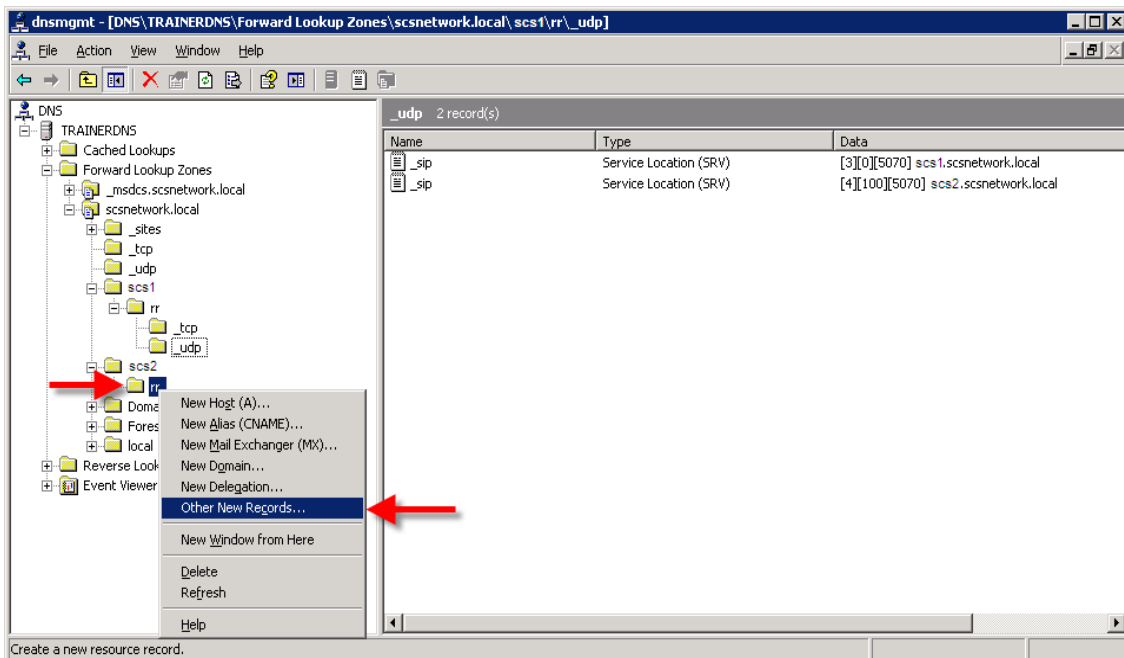 dnsmgmt - [DNS\TRAINERDNS\Forward Lookup Zones\scsnetwork.local\scs1\rr\_udp]
File Action View Window Help
DNS
TRAINERDNS
Cached Lookups
Forward Lookup Zones
_msdcs.scsnetwork.local
scsnetwork.local
_sites
_tcp
_udp
scs1
rr
_tcp
_udp
scs2
rr
Doma
Fores
local
Reverse Look
Event Viewer
New Host (A)...
New Alias (CNAME)...
New Mail Exchanger (MX)...
New Domain...
New Delegation...
Other New Records...
New Window from Here
Delete
Refresh
Help
_udp 2 record(s)
Name Type Data
_sip Service Location (SRV) [3][0][5070] scs1.scsnetwork.local
_sip Service Location (SRV) [4][100][5070] scs2.scsnetwork.local
Create a new resource record.